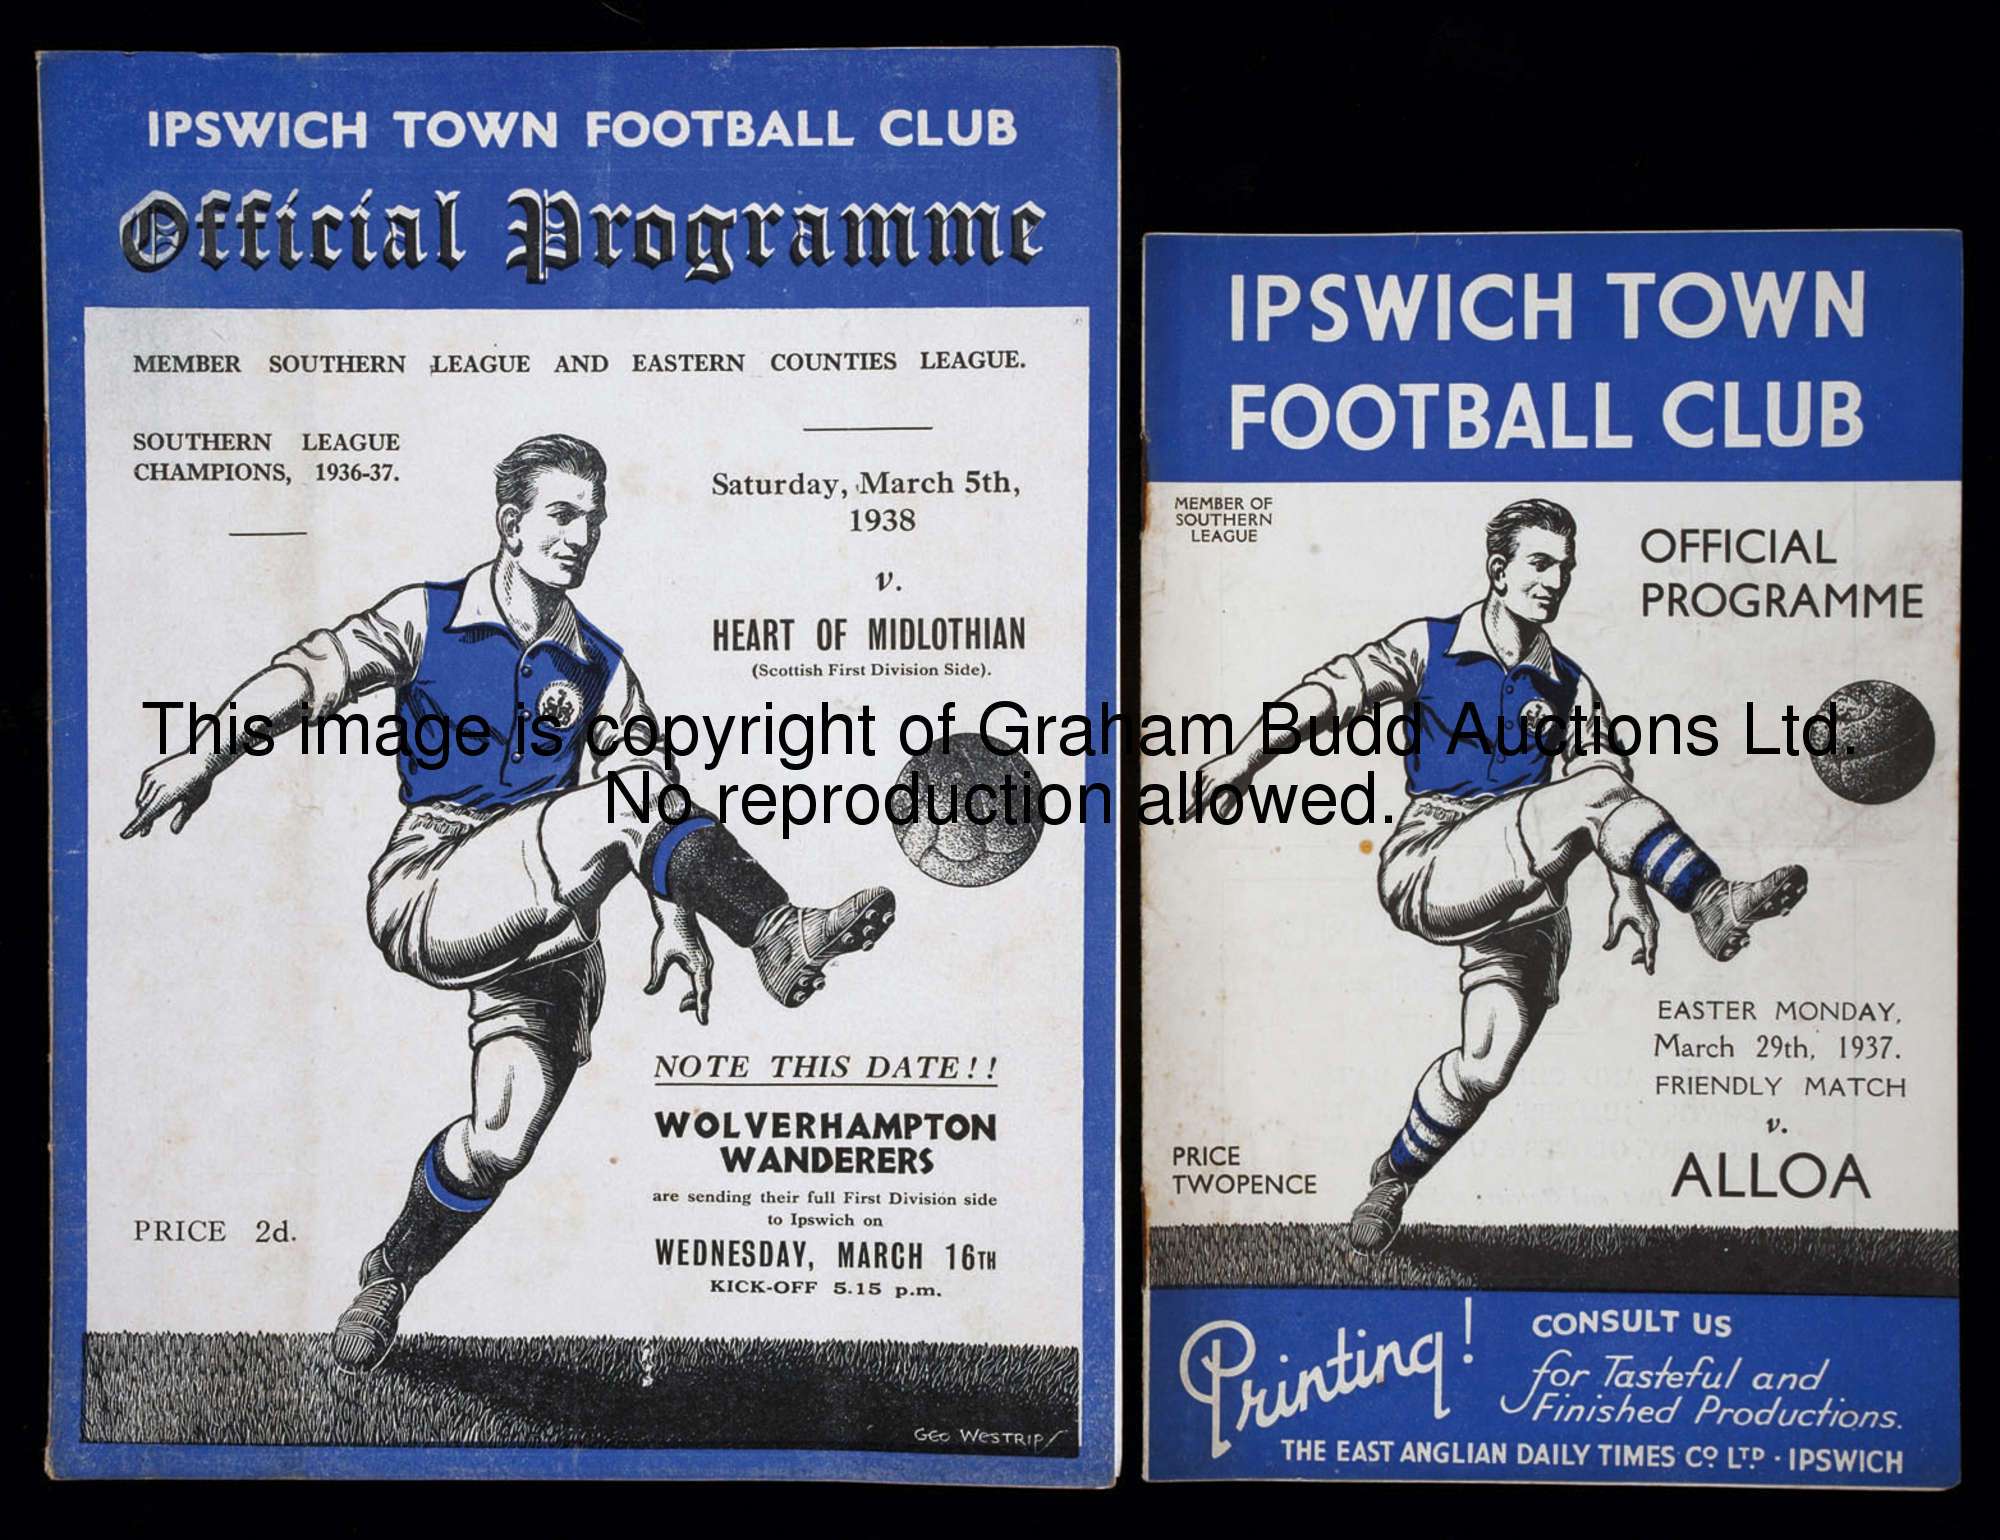 IPSWICH TOWN FOOTBALL CLUB
Official Programme
MEMBER SOUTHERN LEAGUE AND EASTERN COUNTIES LEAGUE.
SOUTHERN LEAGUE
CHAMPIONS, 1936-37.
Saturday, March 5th,
1938
v.
HEART OF MIDLOTHIAN
(Scottish First Division Side).
NOTE THIS DATE!!
WOLVERHAMPTON
WANDERERS
are sending their full First Division side
to Ipswich on
WEDNESDAY, MARCH 16TH
KICK-OFF 5.15 p.m.
PRICE 2d.
GEO WESTRIP
IPSWICH TOWN
FOOTBALL CLUB
MEMBER OF
SOUTHERN
LEAGUE
OFFICIAL
PROGRAMME
EASTER MONDAY,
March 29th, 1937.
FRIENDLY MATCH
v.
ALLOA
PRICE
TWOPENCE
Printing!
CONSULT US
for Tasteful and
Finished Productions.
THE EAST ANGLIAN DAILY TIMES CO LTD · IPSWICH
This image is copyright of Graham Budd Auctions Ltd.
No reproduction allowed.